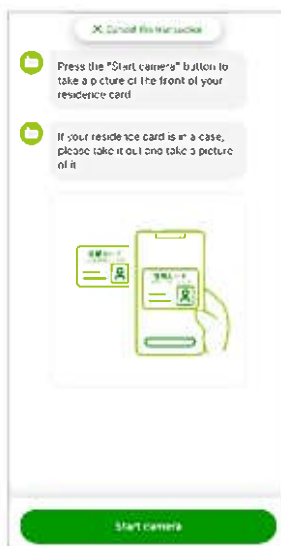 ✕ Cancel the transaction
Press the "Start camera" button to
take a picture of the front of your
residence card
If your residence card is in a case,
please take it out and take a picture
of it
Start camera